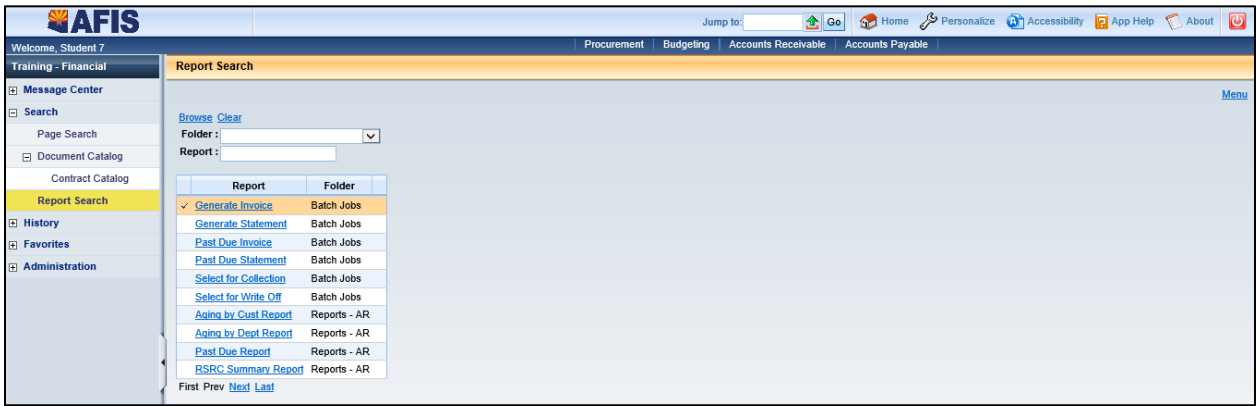 AFIS
Jump to: Go Home Personalize Accessibility App Help About
Welcome, Student 7
Procurement Budgeting Accounts Receivable Accounts Payable
Training - Financial
Message Center
Search
Page Search
Document Catalog
Contract Catalog
Report Search
History
Favorites
Administration
Report Search
Menu
Browse Clear
Folder :
Report :
Report Folder
Generate Invoice Batch Jobs
Generate Statement Batch Jobs
Past Due Invoice Batch Jobs
Past Due Statement Batch Jobs
Select for Collection Batch Jobs
Select for Write Off Batch Jobs
Aging by Cust Report Reports - AR
Aging by Dept Report Reports - AR
Past Due Report Reports - AR
RSRC Summary Report Reports - AR
First Prev Next Last